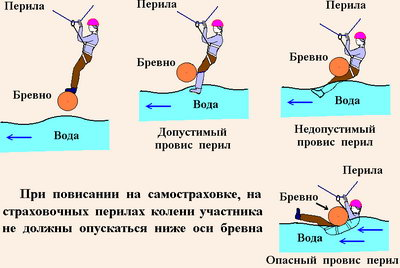 Перила
Бревно
Вода
Перила
Бревно
Вода
Допустимый
провис перил
Перила
Бревно
Вода
Недопустимый
провис перил
При повисании на самостраховке, на
страховочных перилах колени участника
не должны опускаться ниже оси бревна
Перила
Бревно
Вода
Опасный провис перил